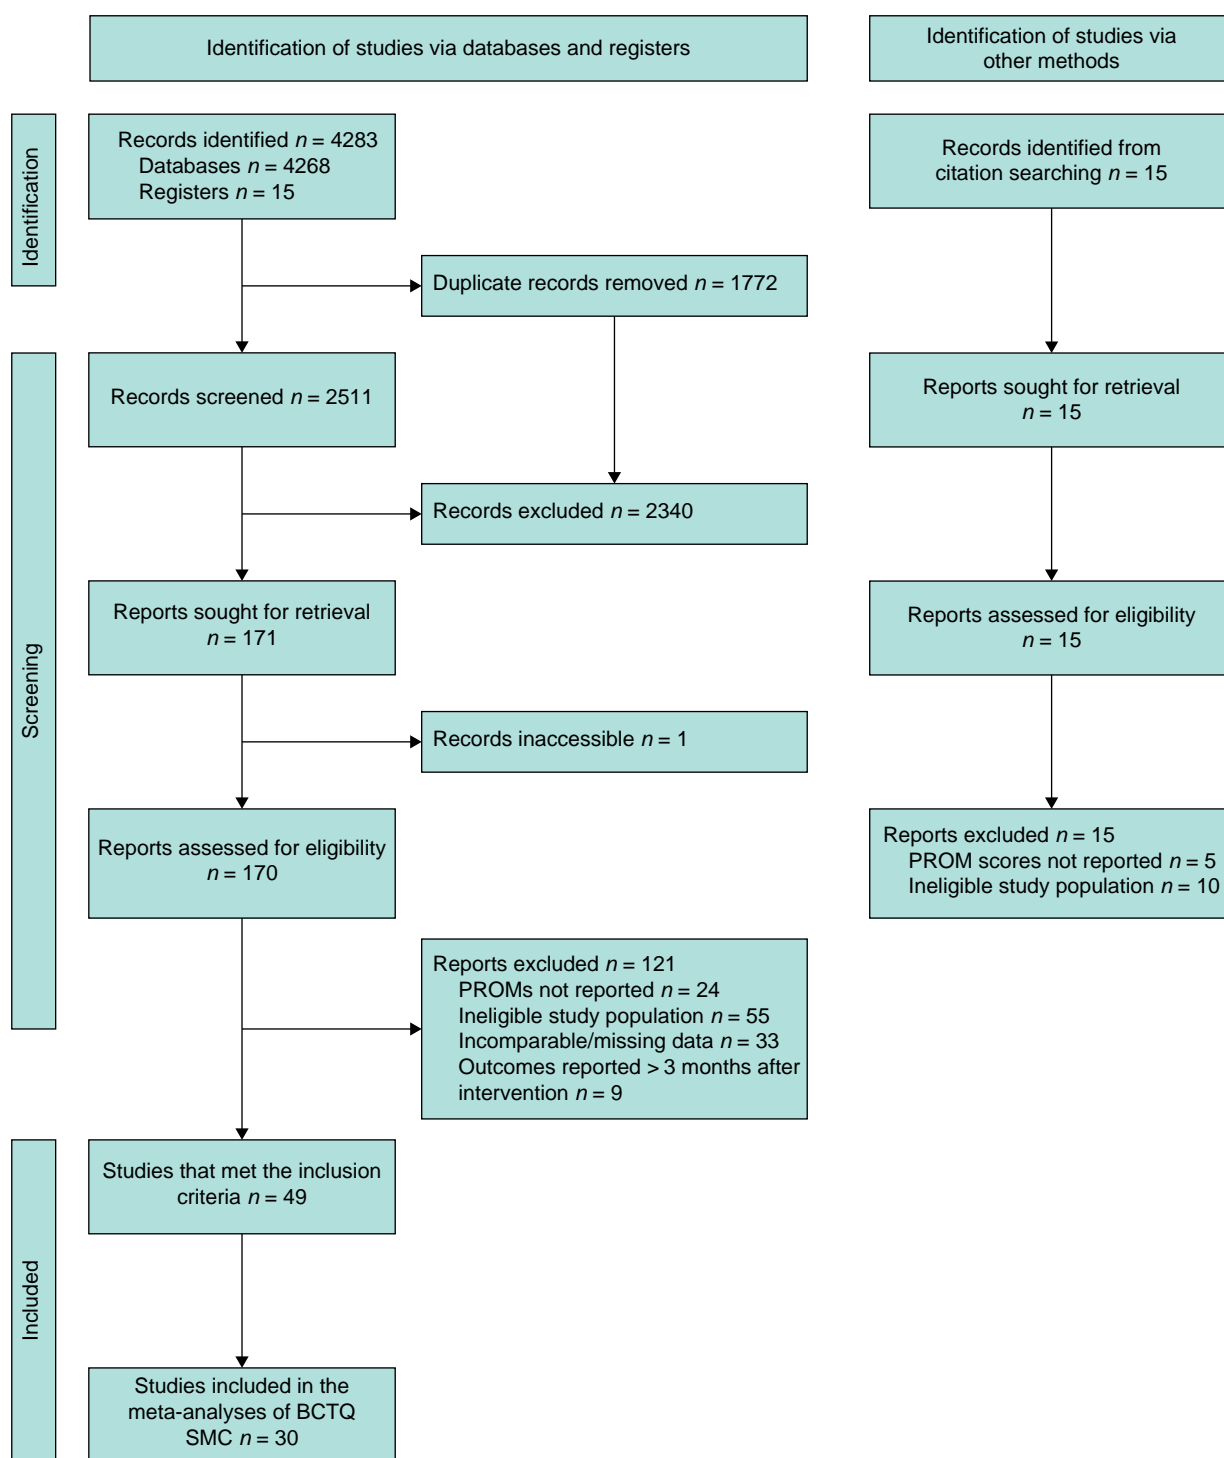 Identification of studies via databases and registers
Identification of studies via
other methods
Identification
Records identified n = 4283
Databases n = 4268
Registers n = 15
Records identified from
citation searching n = 15
Duplicate records removed n = 1772
Screening
Records screened n = 2511
Reports sought for retrieval
n = 15
Records excluded n = 2340
Reports sought for retrieval
n = 171
Reports assessed for eligibility
n = 15
Records inaccessible n = 1
Reports assessed for eligibility
n = 170
Reports excluded n = 15
PROM scores not reported n = 5
Ineligible study population n = 10
Reports excluded n = 121
PROMs not reported n = 24
Ineligible study population n = 55
Incomparable/missing data n = 33
Outcomes reported > 3 months after
intervention n = 9
Included
Studies that met the inclusion
criteria n = 49
Studies included in the
meta-analyses of BCTQ
SMC n = 30